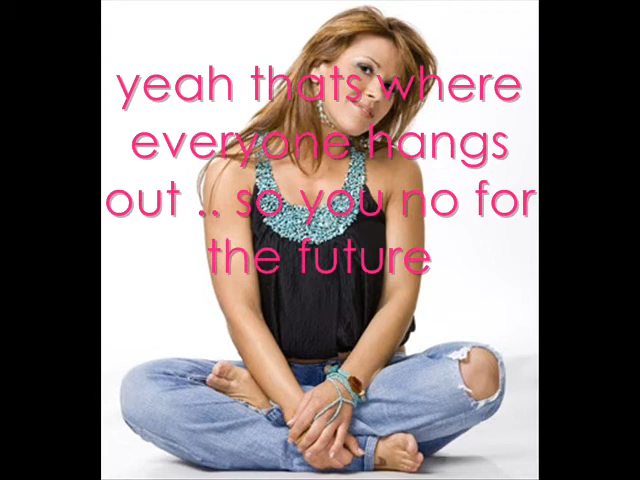 yeah thats where
everyone hangs
out .. so you no for
the future